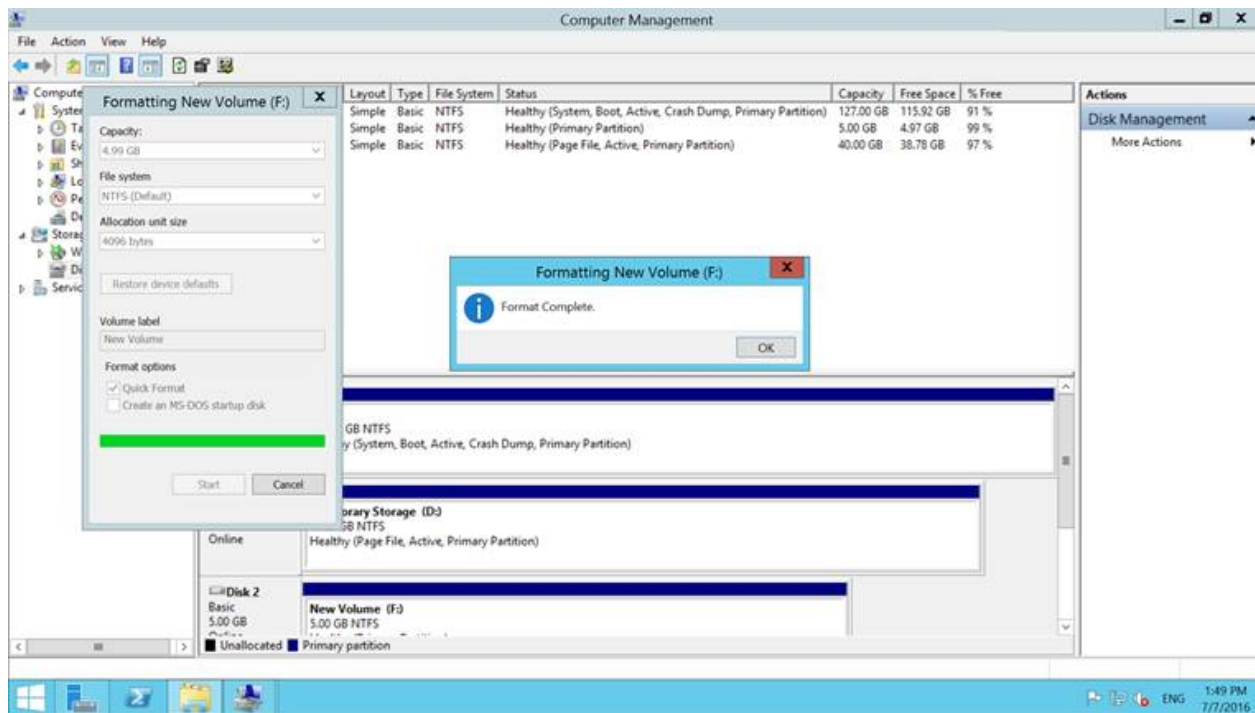 Computer Management
File Action View Help
Formatting New Volume (F:)
Capacity:
4.99 GB
File system
NTFS (Default)
Allocation unit size
4096 bytes
Restore device defaults
Volume label
New Volume
Format options
Quick Format
Create an MS-DOS startup disk
Start Cancel
Layout Type File System Status Capacity Free Space % Free
Simple Basic NTFS Healthy (System, Boot, Active, Crash Dump, Primary Partition) 127.00 GB 115.92 GB 91 %
Simple Basic NTFS Healthy (Primary Partition) 5.00 GB 4.97 GB 99 %
Simple Basic NTFS Healthy (Page File, Active, Primary Partition) 40.00 GB 38.78 GB 97 %
Formatting New Volume (F:)
Format Complete.
OK
GB NTFS
y (System, Boot, Active, Crash Dump, Primary Partition)
orary Storage (D:)
GB NTFS
Online Healthy (Page File, Active, Primary Partition)
Disk 2
Basic New Volume (F:)
5.00 GB 5.00 GB NTFS
Unallocated Primary partition
Actions
Disk Management
More Actions
ENG 1:49 PM
7/7/2016